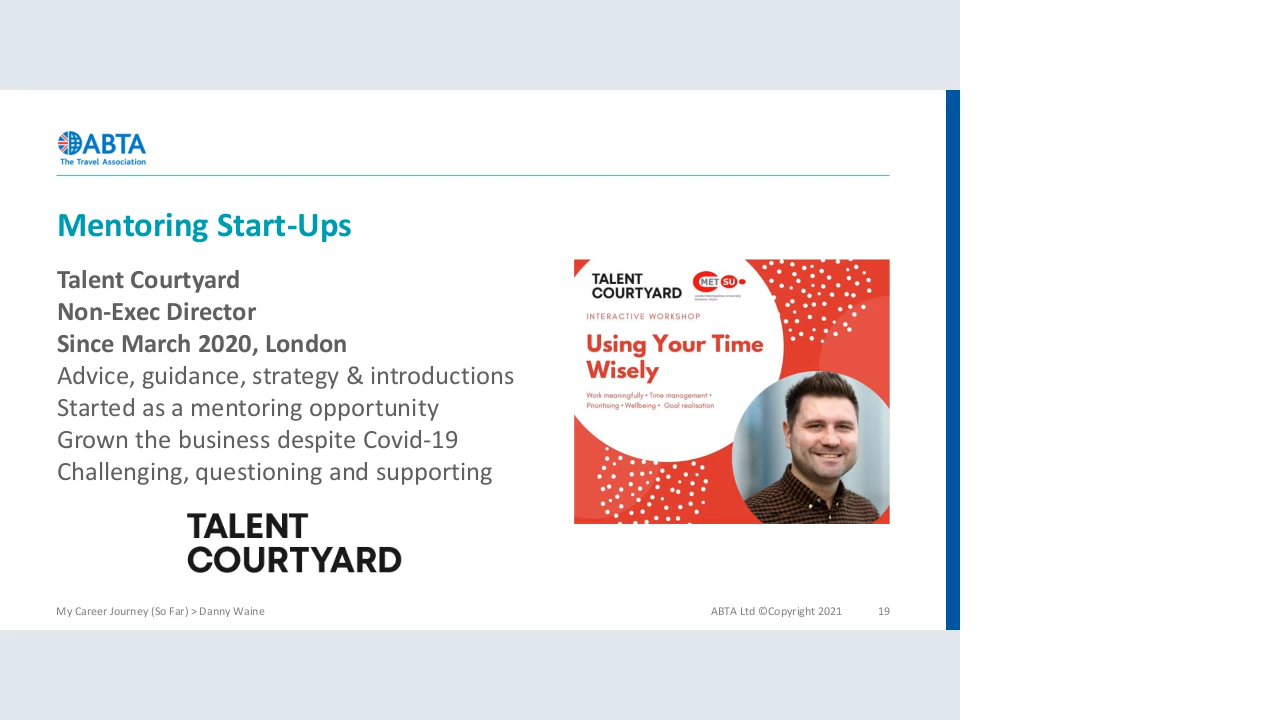 ABTA
The Travel Association
Mentoring Start-Ups
Talent Courtyard
Non-Exec Director
Since March 2020, London
Advice, guidance, strategy & introductions
Started as a mentoring opportunity
Grown the business despite Covid-19
Challenging, questioning and supporting
TALENT
COURTYARD
TALENT
COURTYARD
MET SU
London Metropolitan University
INTERACTIVE WORKSHOP
Using Your Time
Wisely
Work meaningfully • Time management •
Prioritising • Wellbeing • Goal realisation
My Career Journey (So Far) > Danny Waine
ABTA Ltd ©Copyright 2021
19